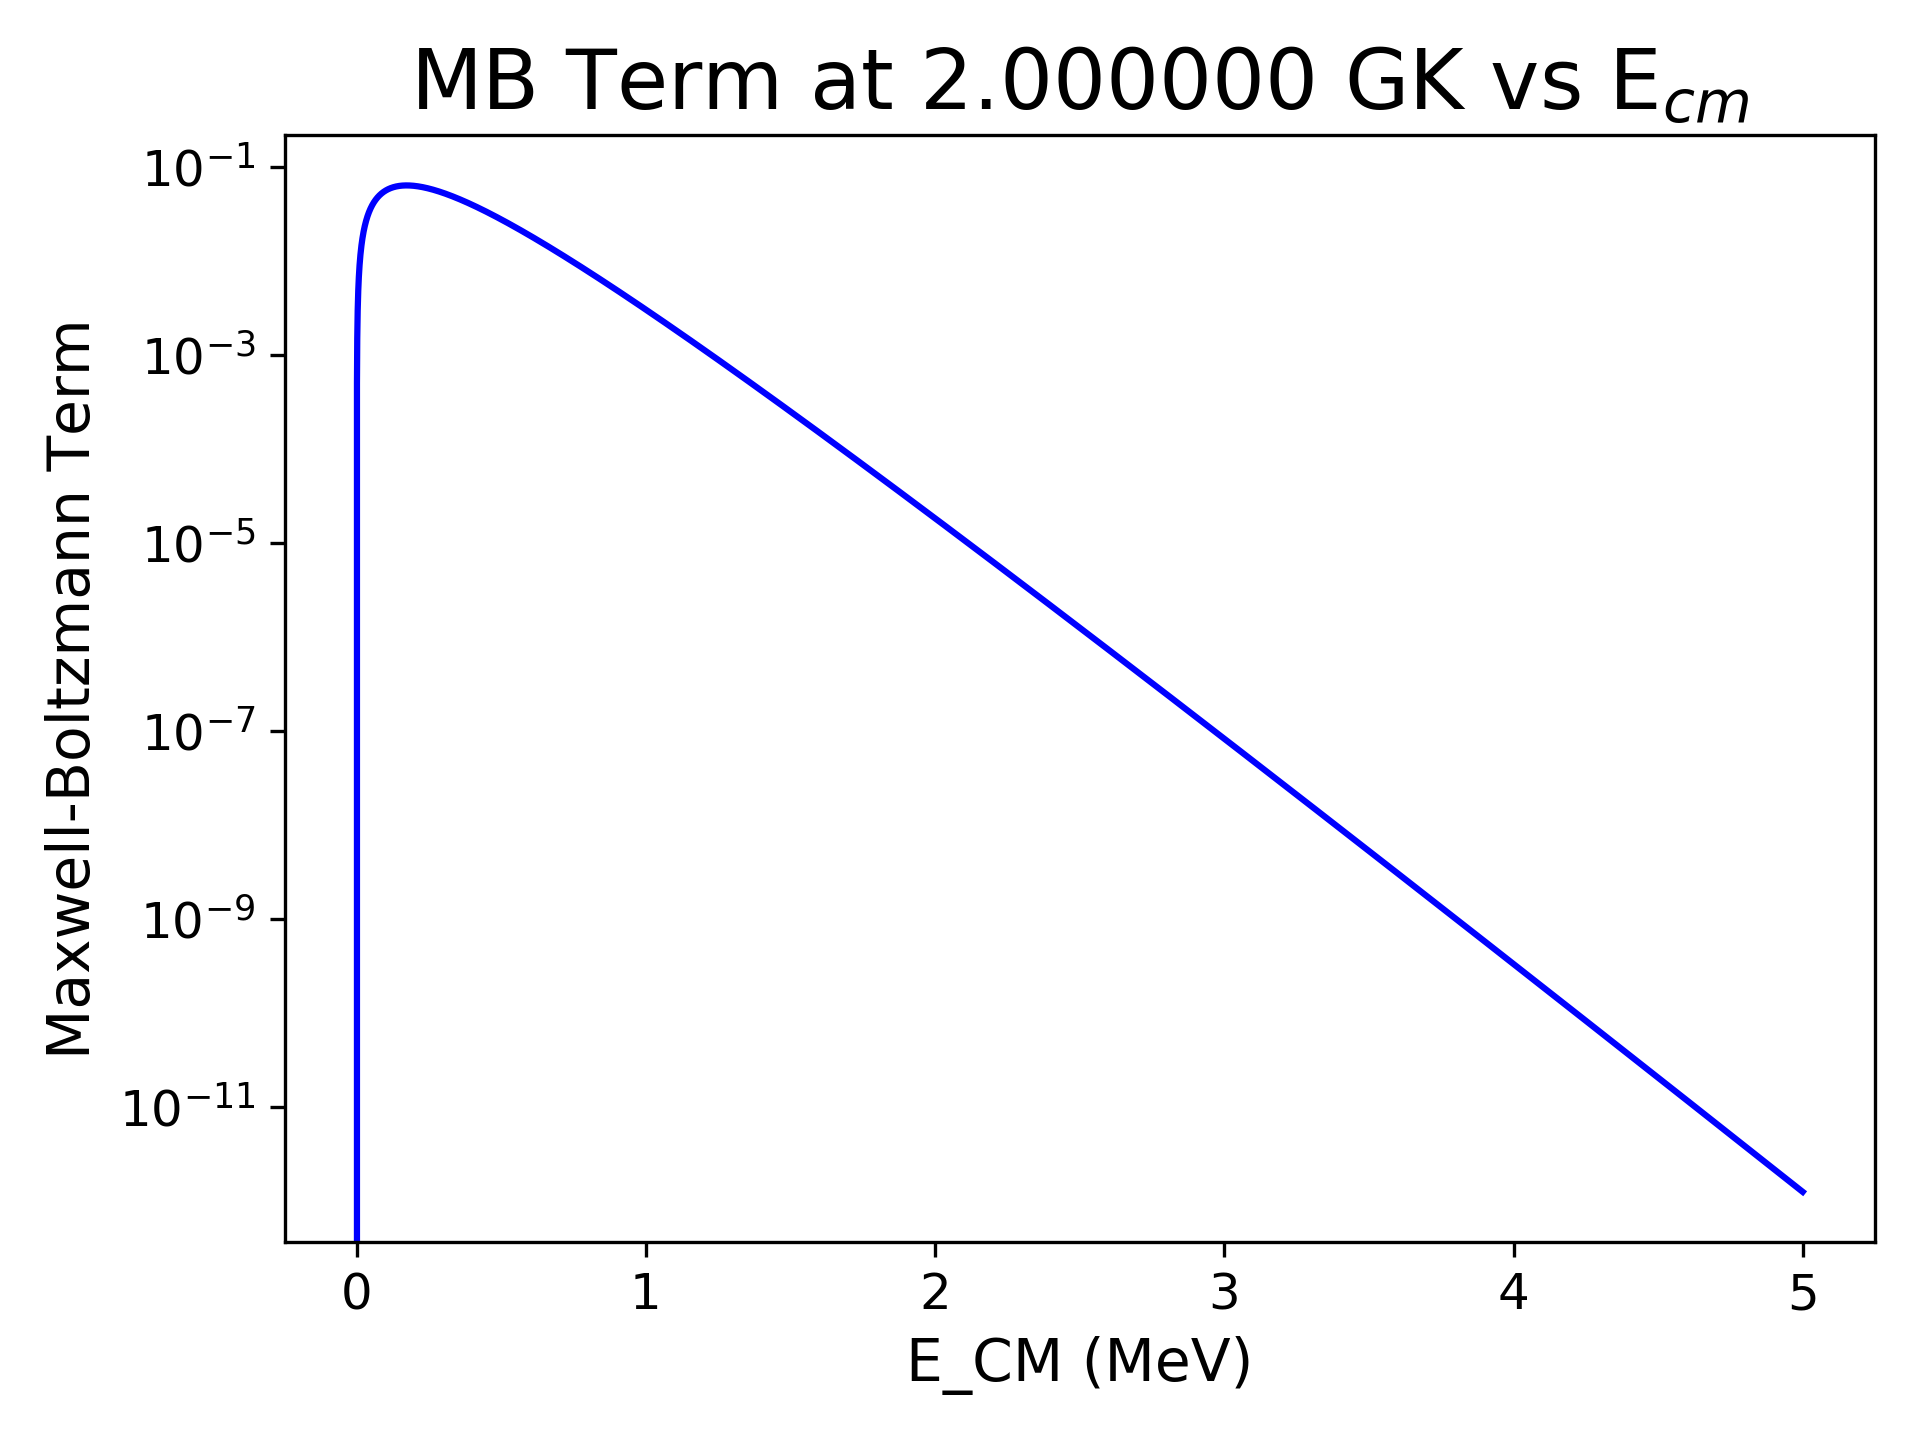 MB Term at 2.000000 GK vs E_{cm}
Maxwell-Boltzmann Term
10^{-1}
10^{-3}
10^{-5}
10^{-7}
10^{-9}
10^{-11}
0 1 2 3 4 5
E_CM (MeV)